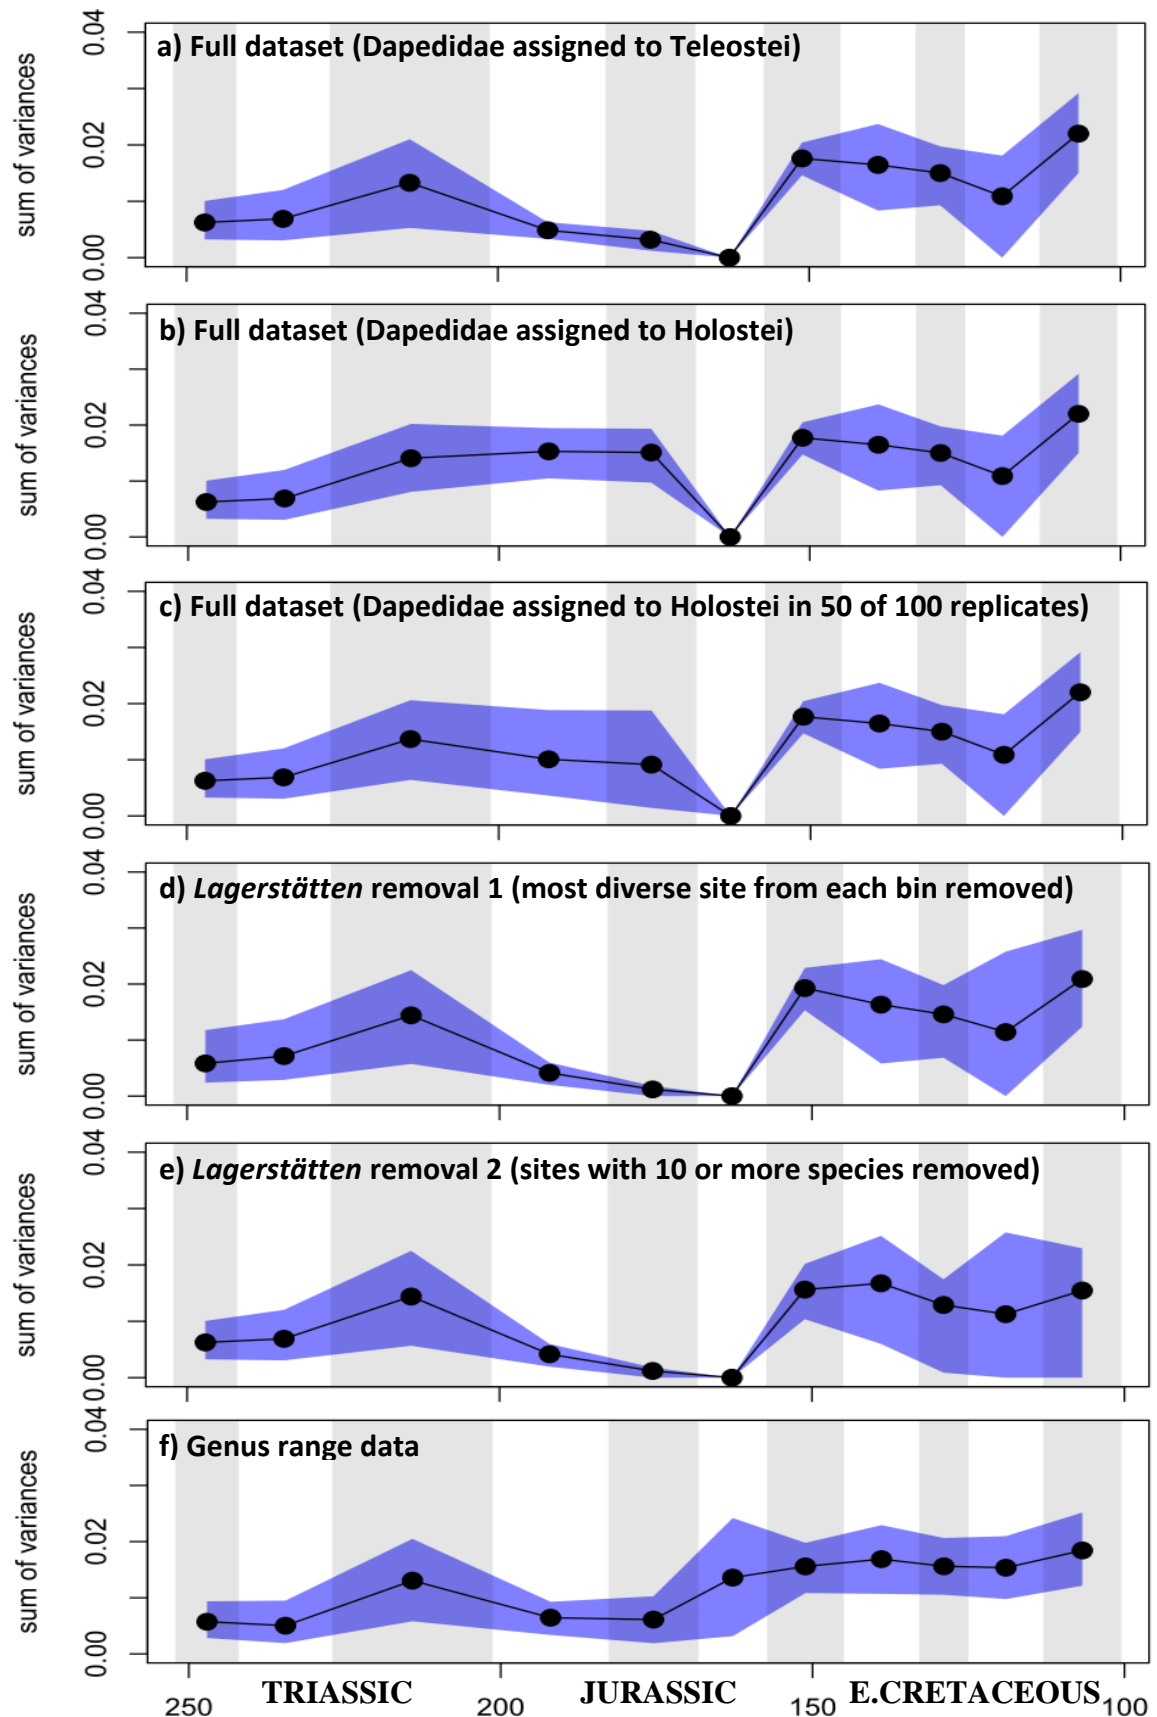 a) Full dataset (Dapedidae assigned to Teleostei)
sum of variances
0.00 0.02 0.04
b) Full dataset (Dapedidae assigned to Holostei)
sum of variances
0.00 0.02 0.04
c) Full dataset (Dapedidae assigned to Holostei in 50 of 100 replicates)
sum of variances
0.00 0.02 0.04
d) Lagerstätten removal 1 (most diverse site from each bin removed)
sum of variances
0.00 0.02 0.04
e) Lagerstätten removal 2 (sites with 10 or more species removed)
sum of variances
0.00 0.02 0.04
f) Genus range data
sum of variances
0.00 0.02 0.04
TRIASSIC JURASSIC E.CRETACEOUS
250 200 150 100